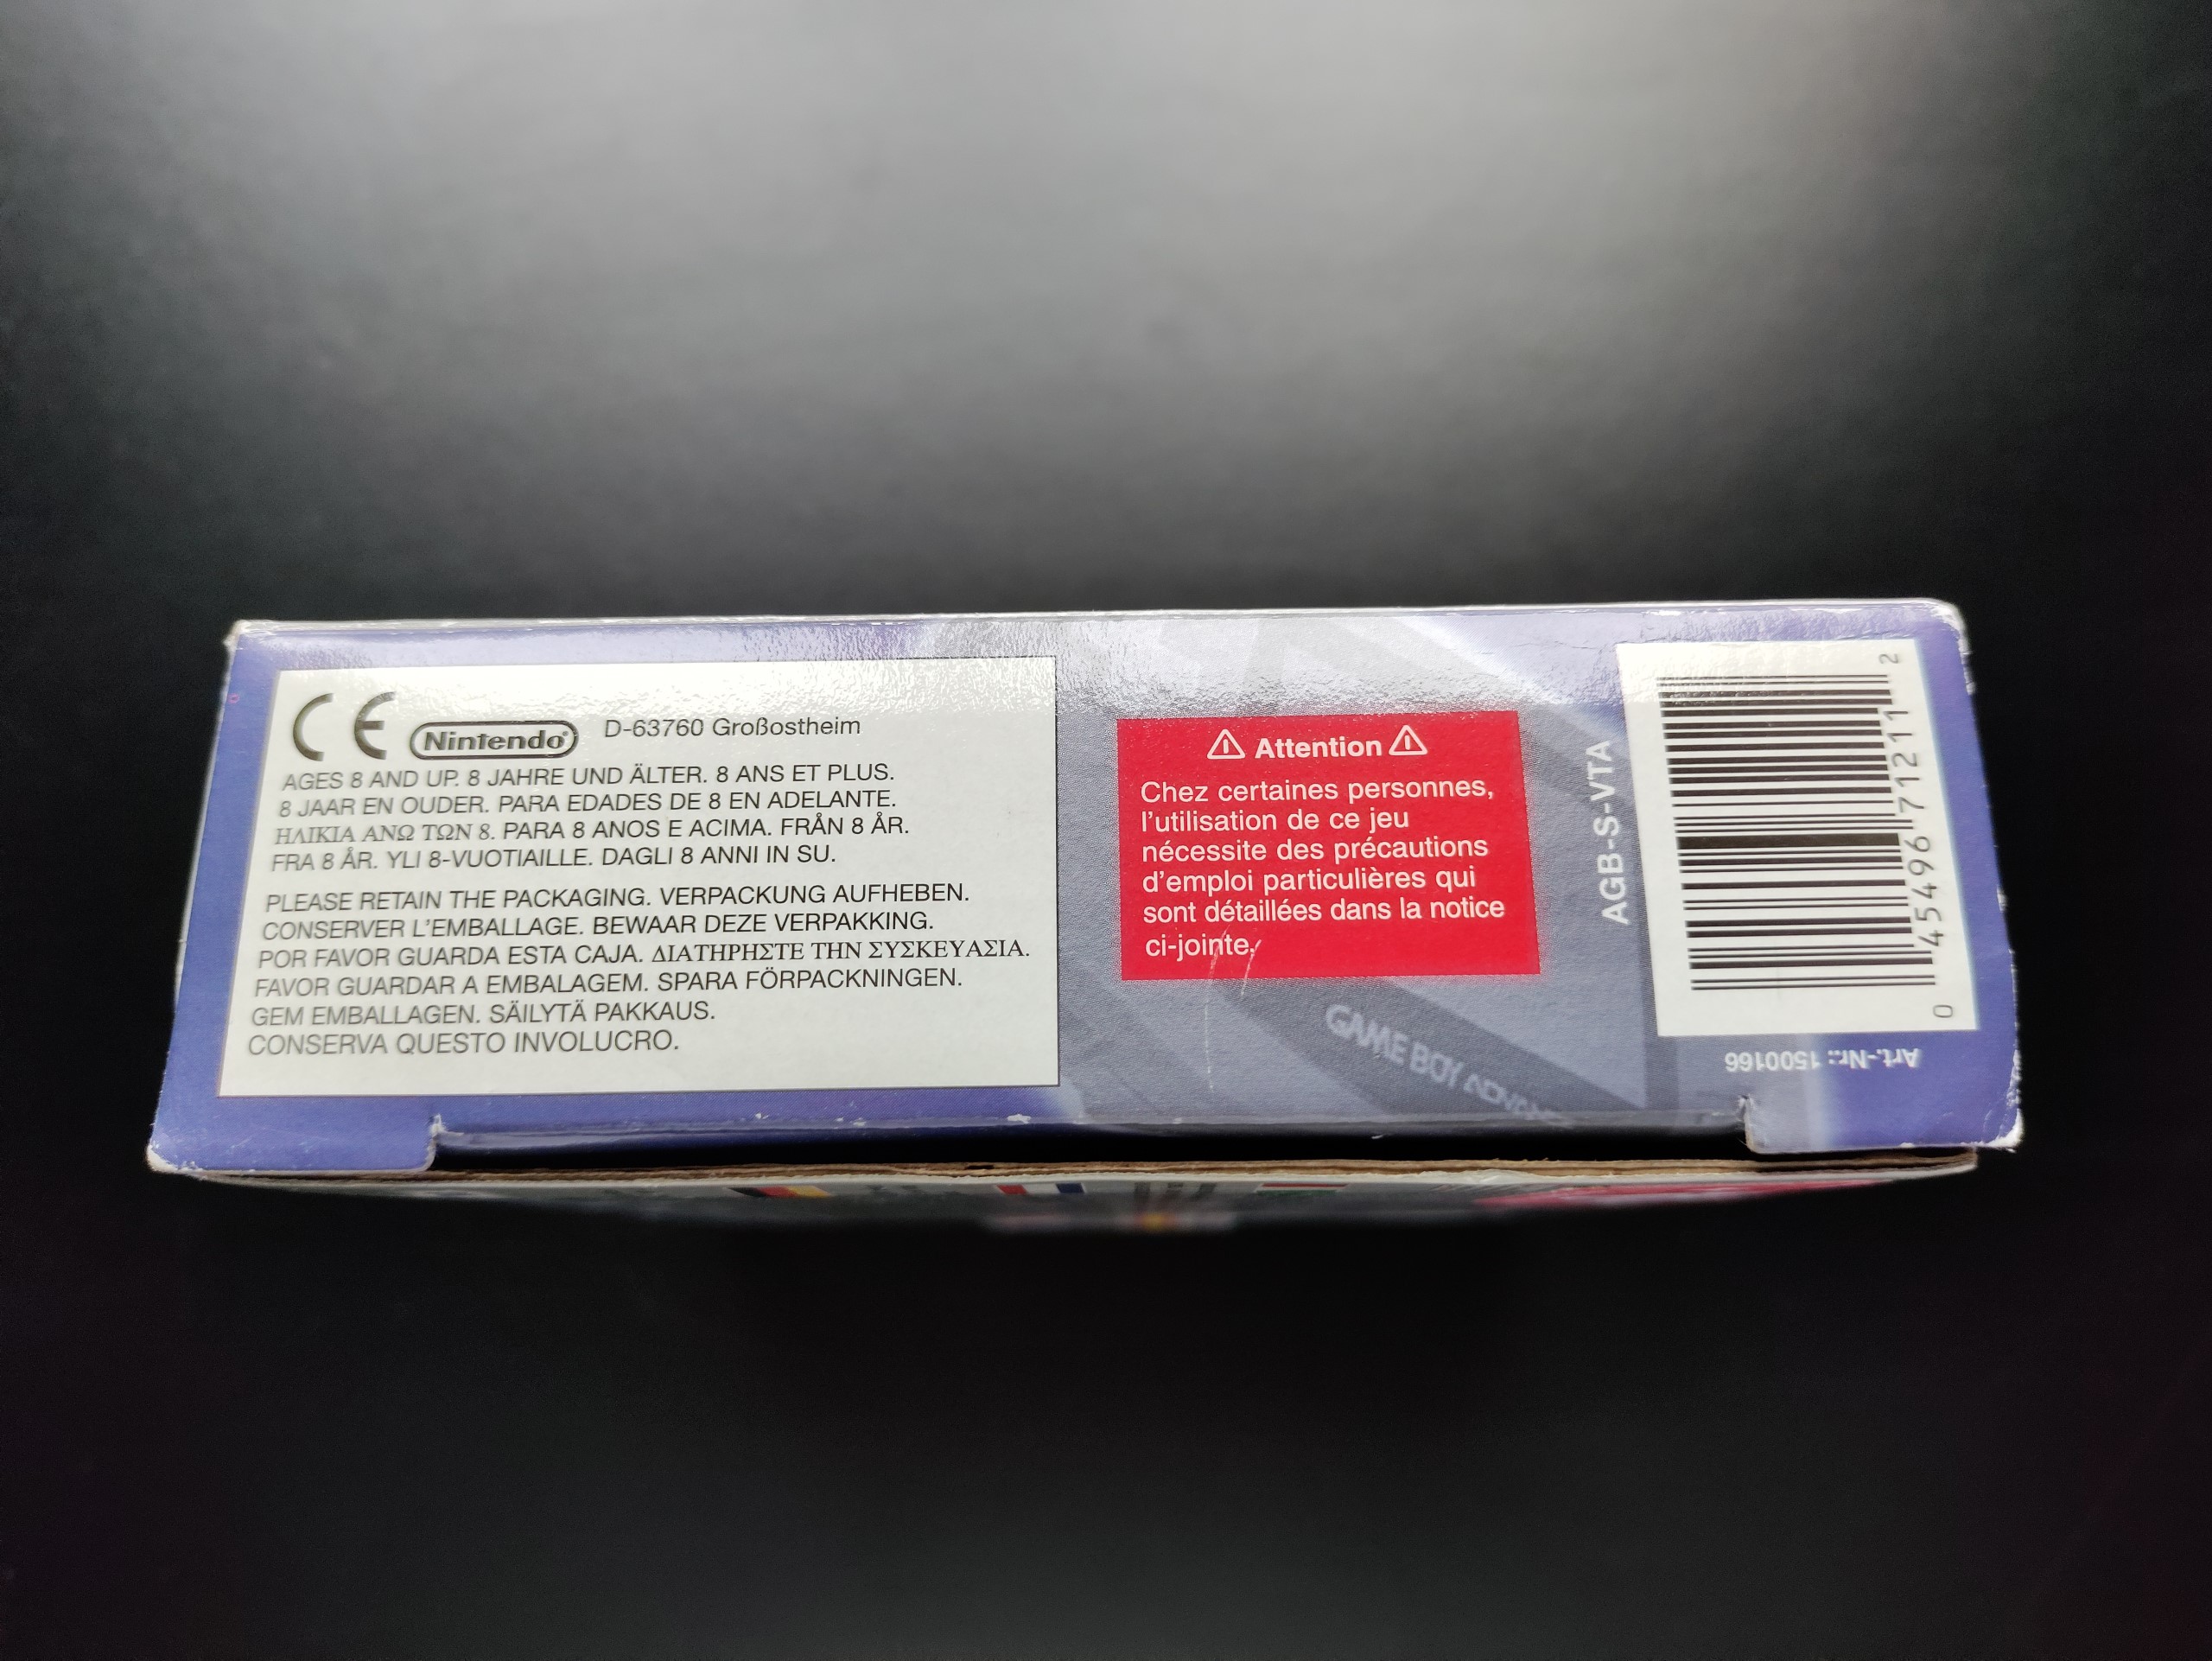 CE Nintendo® D-63760 Großostheim
AGES 8 AND UP. 8 JAHRE UND ÄLTER. 8 ANS ET PLUS.
8 JAAR EN OUDER. PARA EDADES DE 8 EN ADELANTE.
ΗΛΙΚΙΑ ΑΝΩ ΤΩΝ 8. PARA 8 ANOS E ACIMA. FRÅN 8 ÅR.
FRA 8 ÅR. YLI 8-VUOTIAILLE. DAGLI 8 ANNI IN SU.
PLEASE RETAIN THE PACKAGING. VERPACKUNG AUFHEBEN.
CONSERVER L'EMBALLAGE. BEWAAR DEZE VERPAKKING.
POR FAVOR GUARDA ESTA CAJA. ΔΙΑΤΗΡΗΣΤΕ ΤΗΝ ΣΥΣΚΕΥΑΣΙΑ.
FAVOR GUARDAR A EMBALAGEM. SPARA FÖRPACKNINGEN.
GEM EMBALLAGEN. SÄILYTÄ PAKKAUS.
CONSERVA QUESTO INVOLUCRO.
Attention
Chez certaines personnes,
l'utilisation de ce jeu
nécessite des précautions
d'emploi particulières qui
sont détaillées dans la notice
ci-jointe.
GAME BOY ADVANCE
AGB-S-VTA
0 45496 71211 2
Art.-Nr.: 1500166